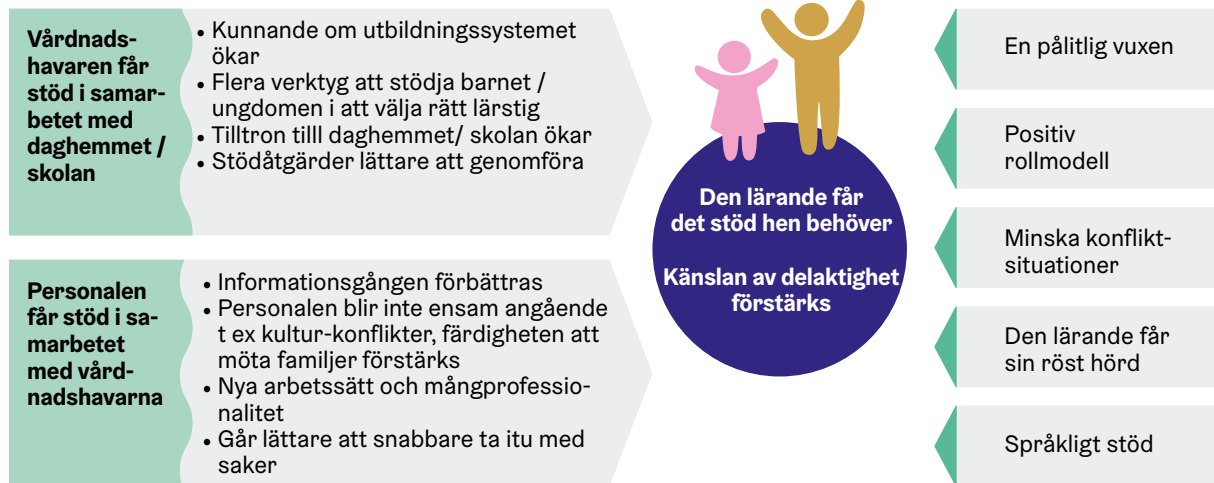 Vårdnads-
havaren får
stöd i samar-
betet med
daghemmet /
skolan
• Kunnande om utbildningssystemet
ökar
• Flera verktyg att stödja barnet /
ungdomen i att välja rätt lärstig
• Tilltron tilll daghemmet/ skolan ökar
• Stödåtgärder lättare att genomföra
Personalen
får stöd i sa-
marbetet
med vård-
nadshavarna
• Informationsgången förbättras
• Personalen blir inte ensam angående
t ex kultur-konflikter, färdigheten att
möta familjer förstärks
• Nya arbetssätt och mångprofessio-
nalitet
• Går lättare att snabbare ta itu med
saker
Den lärande får
det stöd hen behöver
Känslan av delaktighet
förstärks
En pålitlig vuxen
Positiv
rollmodell
Minska konflikt-
situationer
Den lärande får
sin röst hörd
Språkligt stöd